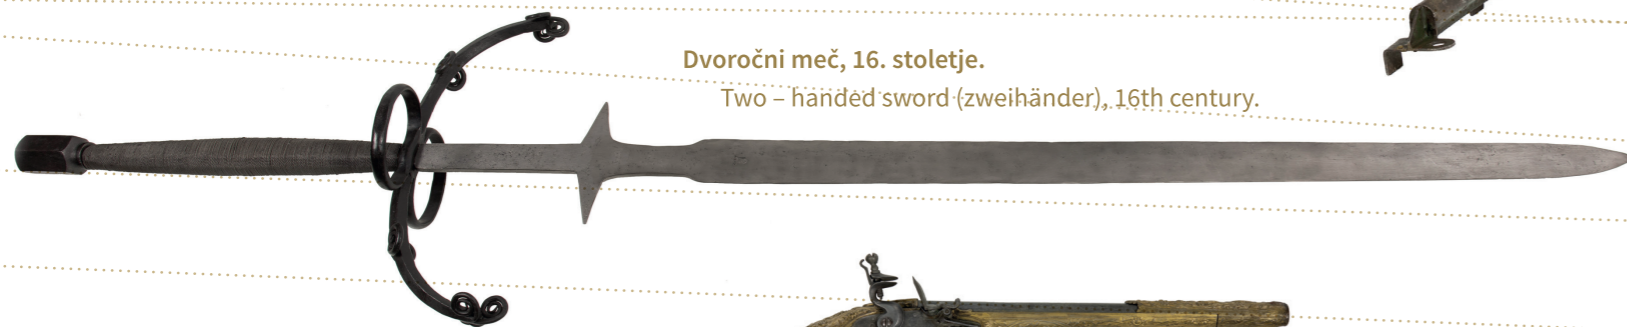 Dvoročni meč, 16. stoletje.
Two – handed sword (zweihänder), 16th century.